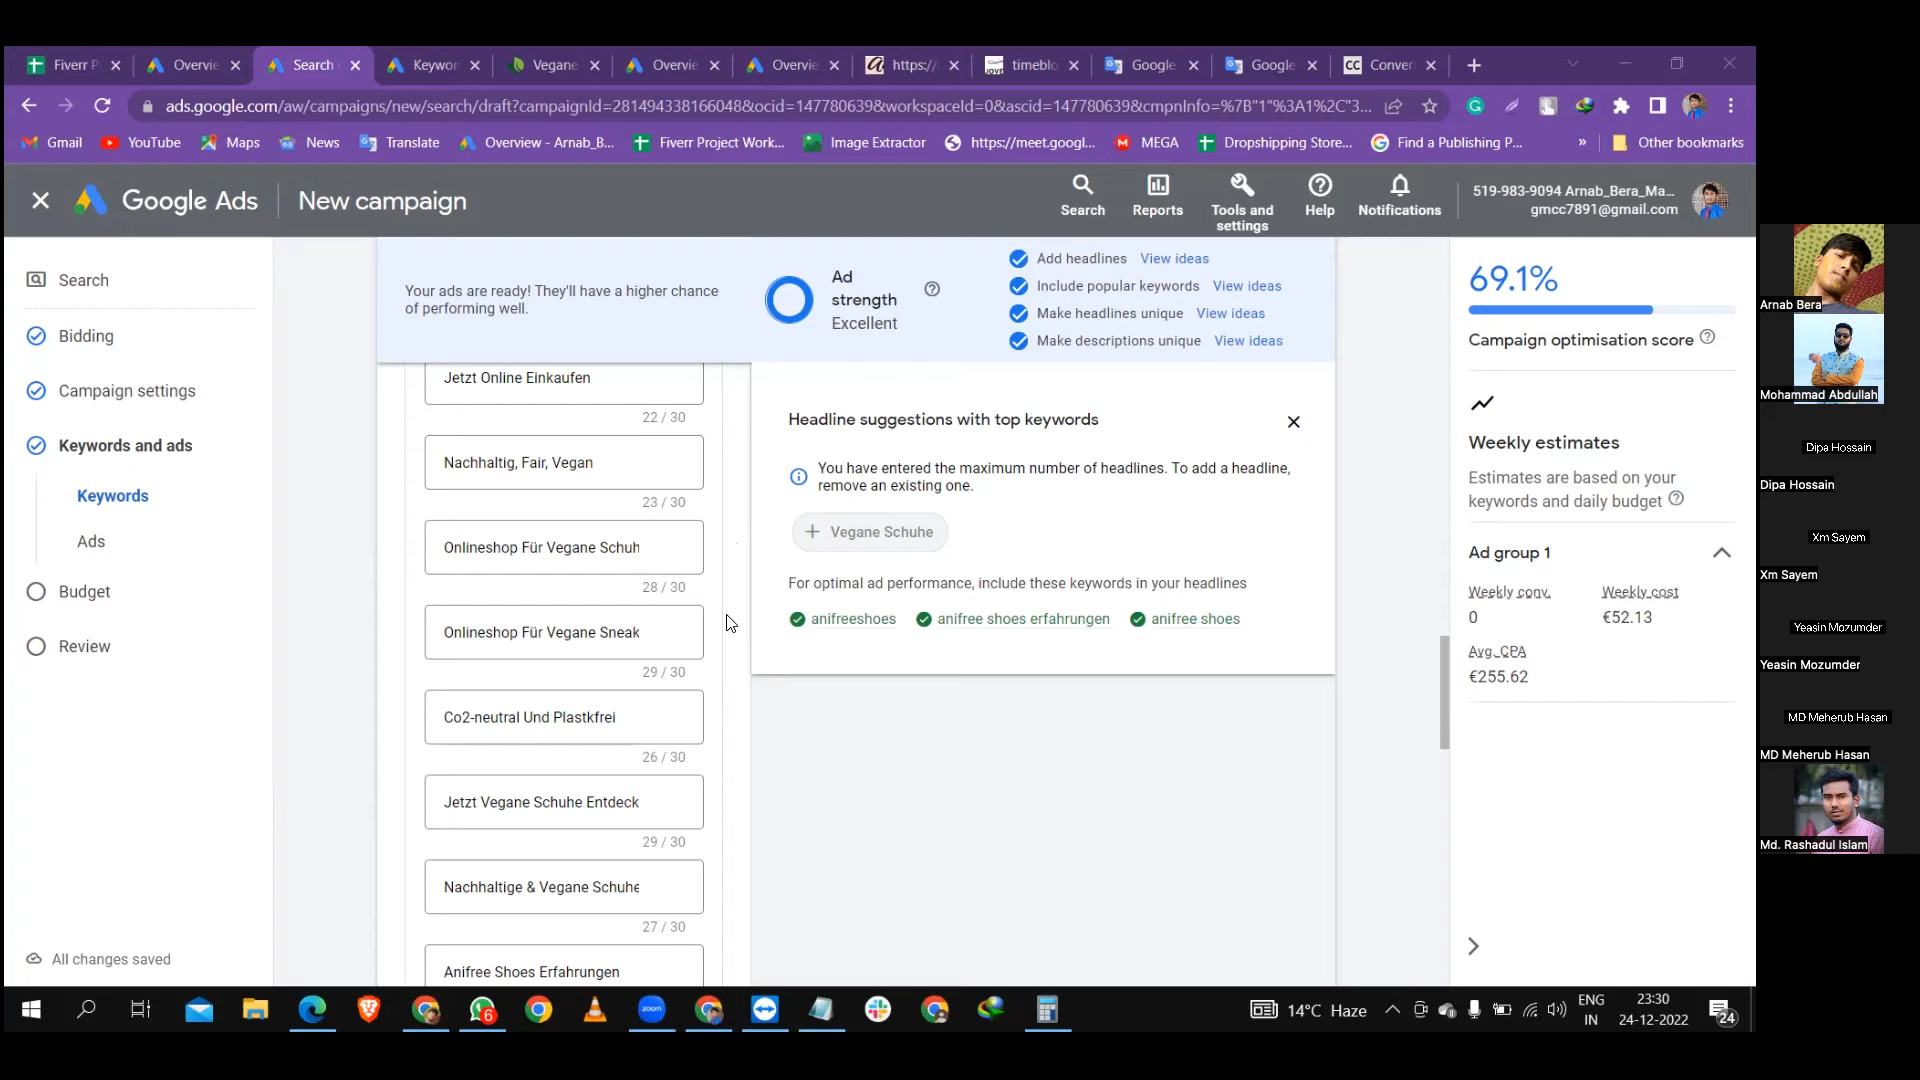 Fiverr P
Overvie
Search
Keywor
Vegane
Overvie
Overvie
https:/
timeblo
Google
Google
Conver
ads.google.com/aw/campaigns/new/search/draft?campaignId=281494338166048&ocid=147780639&workspaceId=0&ascid=147780639&cmpnInfo=%7B"1"%3A1%2C"3...
Gmail
YouTube
Maps
News
Translate
Overview - Arnab_B...
Fiverr Project Work...
Image Extractor
https://meet.googl...
MEGA
Dropshipping Store...
Find a Publishing P...
»
Other bookmarks
Google Ads
New campaign
Search
Reports
Tools and settings
Help
Notifications
519-983-9094 Arnab_Bera_Ma...
gmcc7891@gmail.com
Search
Bidding
Campaign settings
Keywords and ads
Keywords
Ads
Budget
Review
All changes saved
Your ads are ready! They'll have a higher chance
of performing well.
Ad
strength
Excellent
Add headlines View ideas
Include popular keywords View ideas
Make headlines unique View ideas
Make descriptions unique View ideas
Jetzt Online Einkaufen
22 / 30
Nachhaltig, Fair, Vegan
23 / 30
Onlineshop Für Vegane Schuh
28 / 30
Onlineshop Für Vegane Sneak
29 / 30
Co2-neutral Und Plastkfrei
26 / 30
Jetzt Vegane Schuhe Entdeck
29 / 30
Nachhaltige & Vegane Schuhe
27 / 30
Anifree Shoes Erfahrungen
Headline suggestions with top keywords
You have entered the maximum number of headlines. To add a headline,
remove an existing one.
+ Vegane Schuhe
For optimal ad performance, include these keywords in your headlines
anifreeshoes
anifree shoes erfahrungen
anifree shoes
69.1%
Campaign optimisation score
Weekly estimates
Estimates are based on your
keywords and daily budget
Ad group 1
Weekly conv. Weekly cost
0 €52.13
Avg. CPA
€255.62
Arnab Bera
Mohammad Abdullah
Dipa Hossain
Dipa Hossain
Xm Sayem
Xm Sayem
Yeasin Mozumder
Yeasin Mozumder
MD Meherub Hasan
MD Meherub Hasan
Md. Rashadul Islam
zoom
6
14°C Haze
ENG
IN
23:30
24-12-2022
24